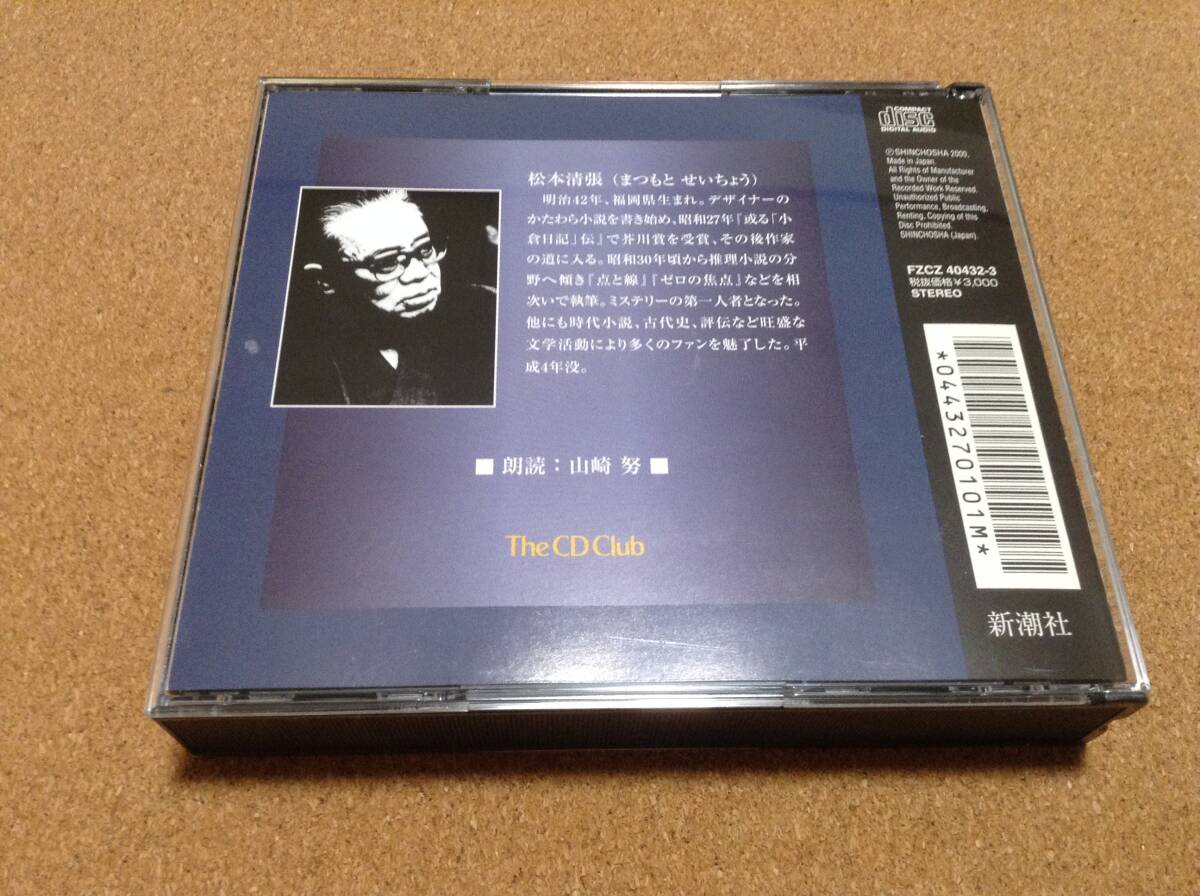 松本清張（まつもと せいちょう）
明治42年、福岡県生まれ。デザイナーの
かたわら小説を書き始め、昭和27年『或る「小
倉日記」伝』で芥川賞を受賞、その後作家
の道に入る。昭和30年頃から推理小説の分
野へ傾き『点と線』『ゼロの焦点』などを相
次いで執筆。ミステリーの第一人者となった。
他にも時代小説、古代史、評伝など旺盛な
文学活動により多くのファンを魅了した。平
成4年没。
■ 朗読：山崎 努 ■
The CD Club
COMPACT
disc
DIGITAL AUDIO
ⓅSHINCHOSHA 2000.
Made in Japan.
All Rights of Manufacturer
and the Owner of the
Recorded Work Reserved.
Unauthorized Public
Performance, Broadcasting,
Renting, Copying of this
Disc Prohibited.
SHINCHOSHA (Japan).
FZCZ 40432-3
税抜価格￥3,000
STEREO
*0443270101M*
新潮社